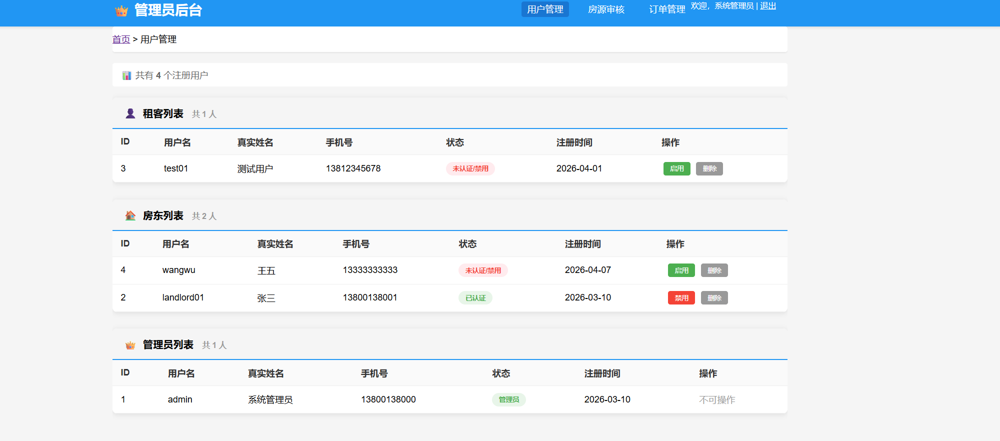 管理员后台 用户管理 房源审核 订单管理 欢迎，系统管理员 | 退出
首页 > 用户管理
共有 4 个注册用户
租客列表 共 1 人
ID 用户名 真实姓名 手机号 状态 注册时间 操作
3 test01 测试用户 13812345678 未认证/禁用 2026-04-01 启用 删除
房东列表 共 2 人
ID 用户名 真实姓名 手机号 状态 注册时间 操作
4 wangwu 王五 13333333333 未认证/禁用 2026-04-07 启用 删除
2 landlord01 张三 13800138001 已认证 2026-03-10 禁用 删除
管理员列表 共 1 人
ID 用户名 真实姓名 手机号 状态 注册时间 操作
1 admin 系统管理员 13800138000 管理员 2026-03-10 不可操作